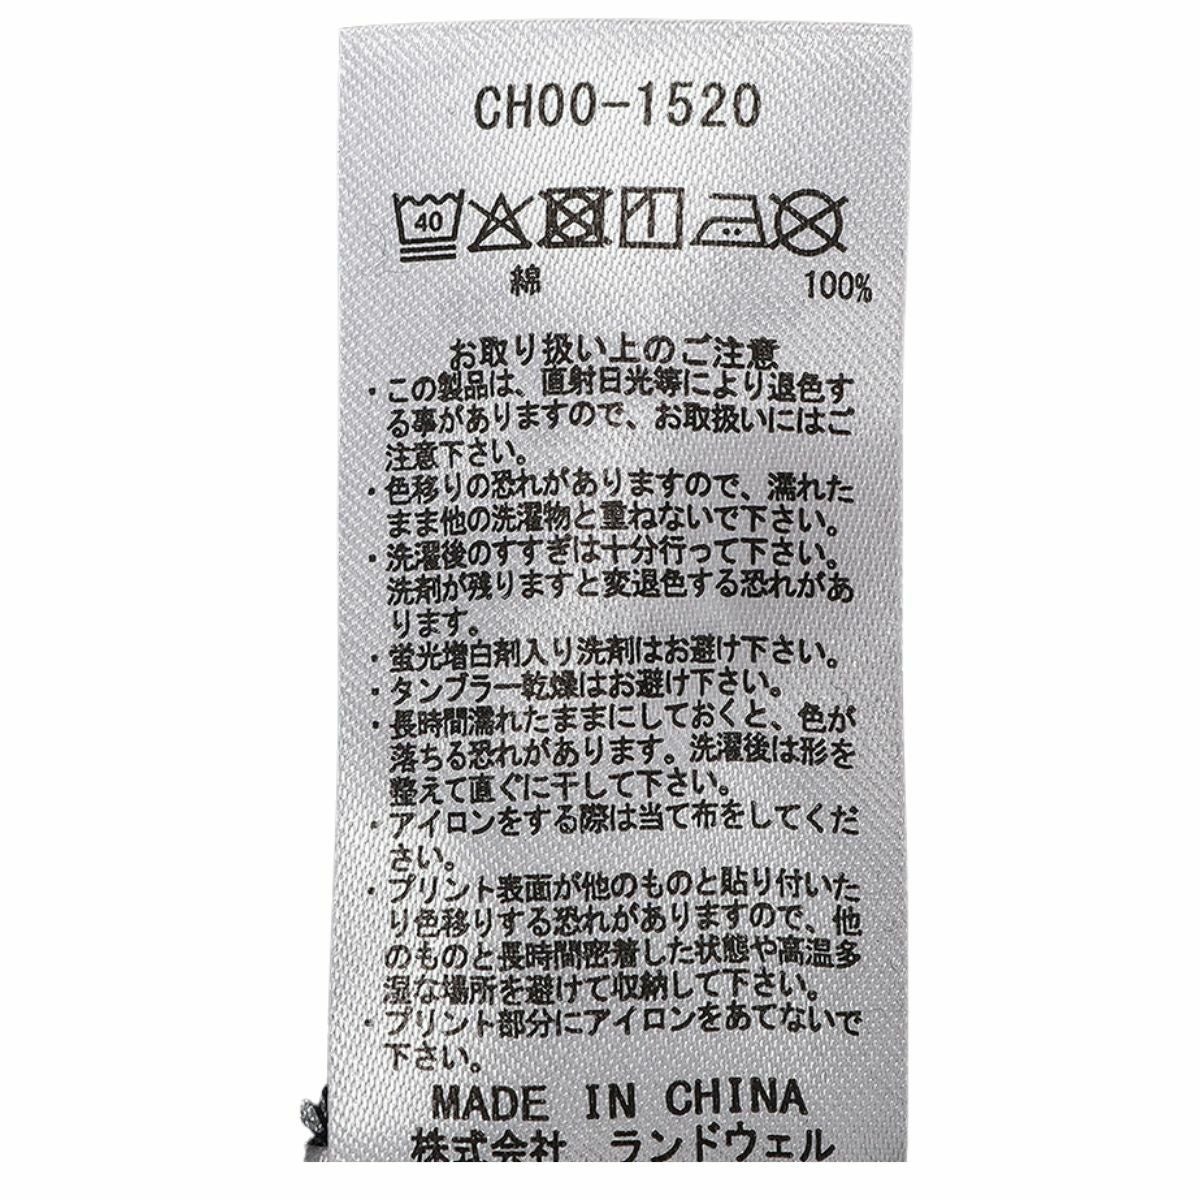 CH00-1520
40
綿 100%
お取り扱い上のご注意
・この製品は、直射日光等により退色す
る事がありますので、お取扱いにはご
注意下さい。
・色移りの恐れがありますので、濡れた
まま他の洗濯物と重ねないで下さい。
・洗濯後のすすぎは十分行って下さい。
洗剤が残りますと変退色する恐れがあ
ります。
・蛍光増白剤入り洗剤はお避け下さい。
・タンブラー乾燥はお避け下さい。
・長時間濡れたままにしておくと、色が
落ちる恐れがあります。洗濯後は形を
整えて直ぐに干して下さい。
・アイロンをする際は当て布をしてくだ
さい。
・プリント表面が他のものと貼り付いた
り色移りする恐れがありますので、他
のものと長時間密着した状態や高温多
湿な場所を避けて収納して下さい。
・プリント部分にアイロンをあてないで
下さい。
MADE IN CHINA
株式会社 ランドウェル